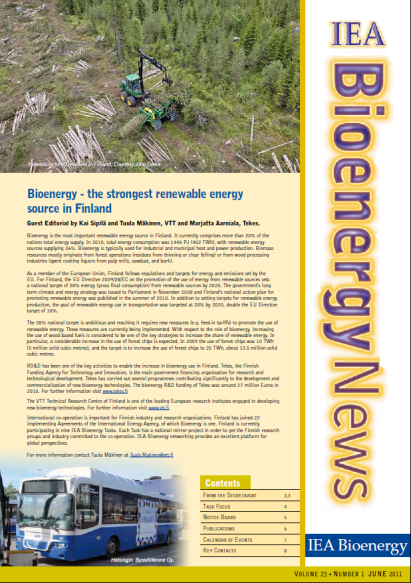 IEA
Bioenergy News
Harvesting forest residues in Finland. Courtesy John Deere
Bioenergy - the strongest renewable energy
source in Finland
Guest Editorial by Kai Sipilä and Tuula Mäkinen, VTT and Marjatta Aarniala, Tekes.
Bioenergy is the most important renewable energy source in Finland. It currently comprises more than 20% of the
nations total energy supply. In 2010, total energy consumption was 1445 PJ (402 TWh), with renewable energy
sources supplying 26%. Bioenergy is typically used for industrial and municipal heat and power production. Biomass
resources mostly originate from forest operations (residues from thinning or clear felling) or from wood processing
industries (spent cooking liquors from pulp mills, sawdust, and bark).
As a member of the European Union, Finland follows regulations and targets for energy and emissions set by the
EU. For Finland, the EU Directive 2009/28/EC on the promotion of the use of energy from renewable sources sets
a national target of 38% energy (gross final consumption) from renewable sources by 2020. The government's long
term climate and energy strategy was issued to Parliament in November 2008 and Finland's national action plan for
promoting renewable energy was published in the summer of 2010. In addition to setting targets for renewable energy
production, the goal of renewable energy use in transportation was targeted at 20% by 2020, double the EU Directive
target of 10%.
The 38% national target is ambitious and reaching it requires new measures (e.g. feed-in tariffs) to promote the use of
renewable energy. These measures are currently being implemented. With respect to the role of bioenergy, increasing
the use of wood-based fuels is considered to be one of the key strategies to increase the share of renewable energy. In
particular, a considerable increase in the use of forest chips is expected. In 2009 the use of forest chips was 10 TWh
(5 million solid cubic metres), and the target is to increase the use of forest chips to 25 TWh, about 13.5 million solid
cubic metres.
RD&D has been one of the key activities to enable the increase in bioenergy use in Finland. Tekes, the Finnish
Funding Agency for Technology and Innovation, is the main government financing organisation for research and
technological development. Tekes has carried out several programmes contributing significantly to the development and
commercialisation of new bioenergy technologies. The bioenergy R&D funding of Tekes was around 27 million Euros in
2010. For further information visit www.tekes.fi
The VTT Technical Research Centre of Finland is one of the leading European research institutes engaged in developing
new bioenergy technologies. For further information visit www.vtt.fi.
International co-operation is important for Finnish industry and research organisations. Finland has joined 22
Implementing Agreements of the International Energy Agency, of which Bioenergy is one. Finland is currently
participating in nine IEA Bioenergy Tasks. Each Task has a national mirror project in order to get the Finnish research
groups and industry committed to the co-operation. IEA Bioenergy networking provides an excellent platform for
global perspectives.
For more information contact Tuula Mäkinen at Tuula.Makinen@vtt.fi
Helsingin Bussiliikenne Oy.
Contents
From the Secretariat 2,3
Task Focus 4
Notice Board 5
Publications 6
Calendar of Events 7
Key Contacts 8
IEA Bioenergy
Volume 23 • Number 1 June 2011